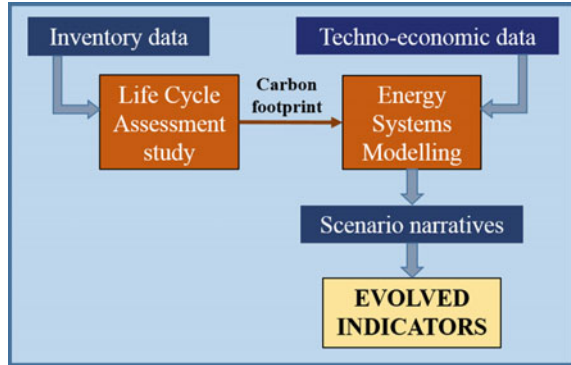 Inventory data
Techno-economic data
Life Cycle
Assessment
study
Carbon
footprint
Energy
Systems
Modelling
Scenario narratives
EVOLVED
INDICATORS